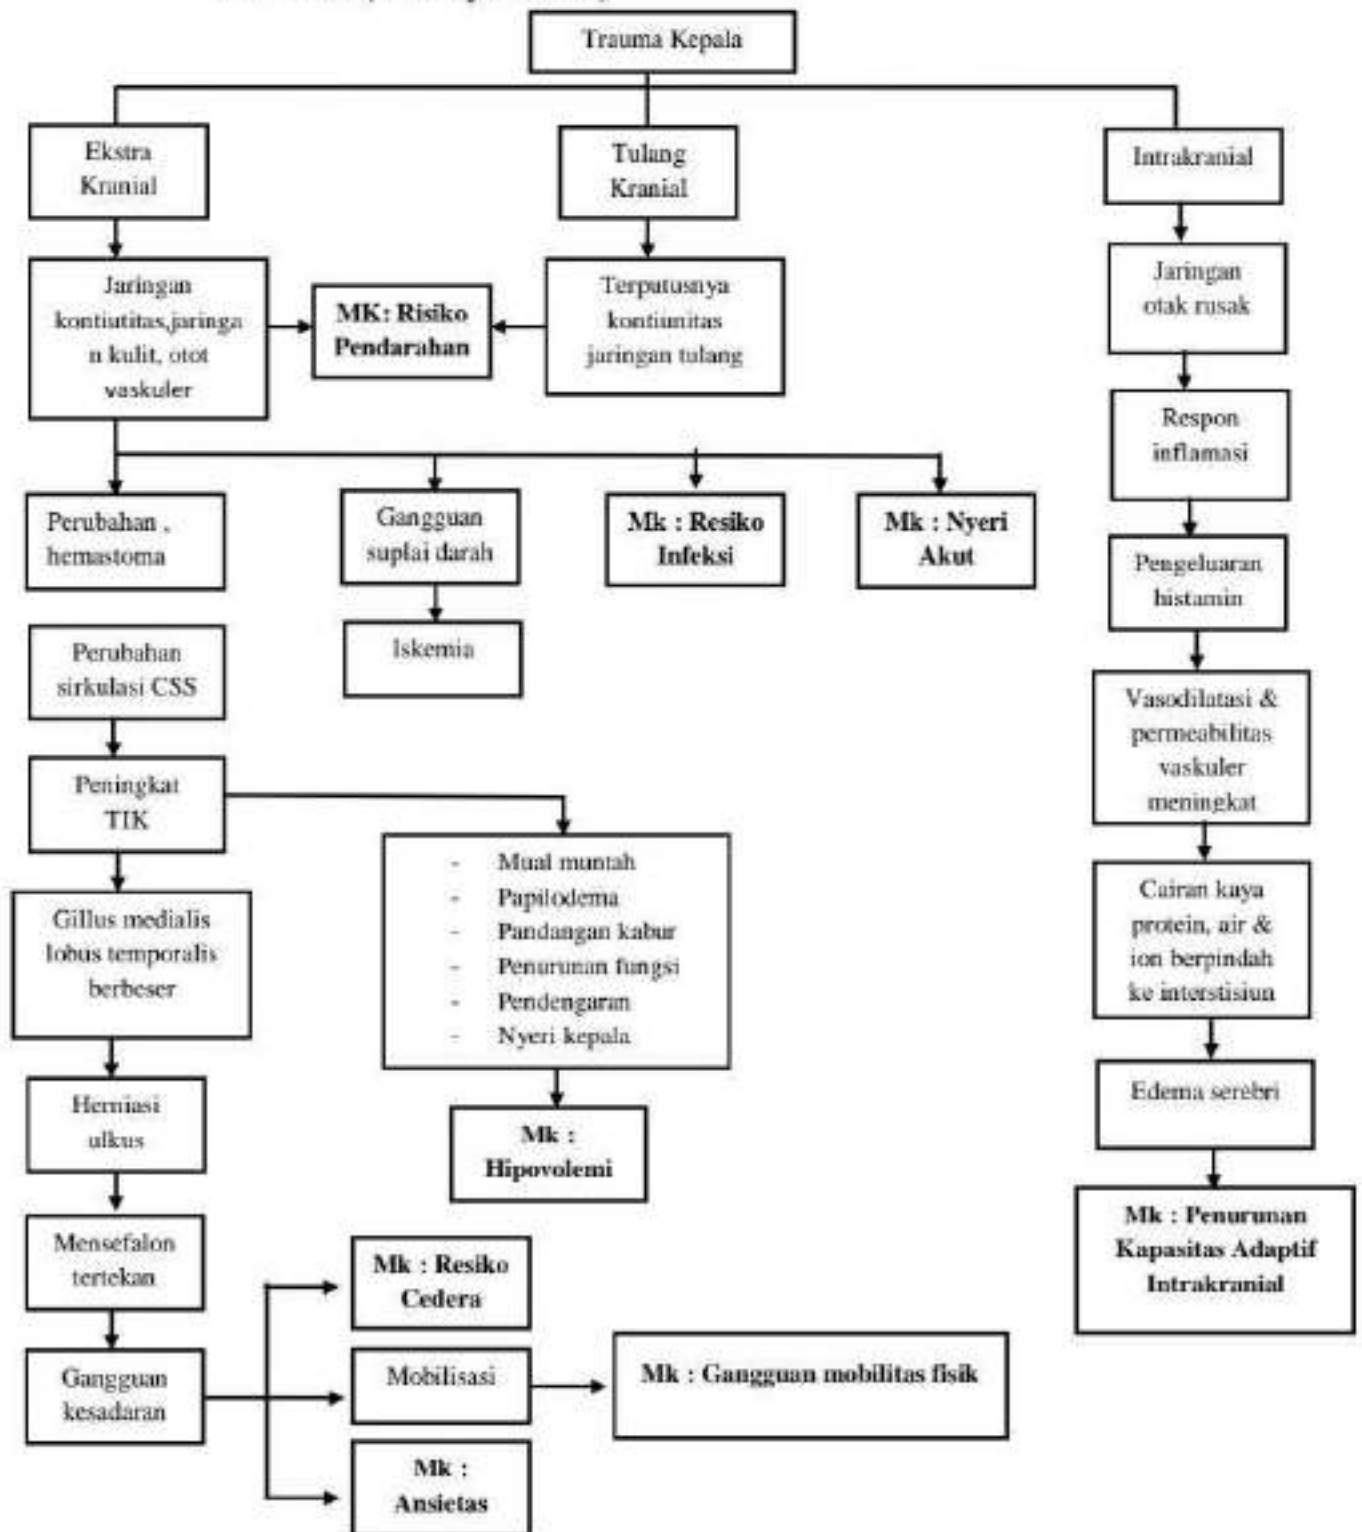 Trauma Kepala
Ekstra
Kranial
Tulang
Kranial
Intrakranial
Jaringan
kontiutitas,jaringa
n kulit, otot
vaskuler
MK: Risiko
Pendarahan
Terputusnya
kontiunitas
jaringan tulang
Jaringan
otak rusak
Respon
inflamasi
Perubahan ,
hemastoma
Gangguan
suplai darah
Mk : Resiko
Infeksi
Mk : Nyeri
Akut
Pengeluaran
histamin
Perubahan
sirkulasi CSS
Iskemia
Vasodilatasi &
permeabilitas
vaskuler
meningkat
Peningkat
TIK
- Mual muntah
- Papilodema
- Pandangan kabur
- Penurunan fungsi
- Pendengaran
- Nyeri kepala
Cairan kaya
protein, air &
ion berpindah
ke interstisiun
Gillus medialis
lobus temporalis
berbeser
Edema serebri
Herniasi
ulkus
Mk :
Hipovolemi
Mk : Penurunan
Kapasitas Adaptif
Intrakranial
Mensefalon
tertekan
Mk : Resiko
Cedera
Gangguan
kesadaran
Mobilisasi
Mk : Gangguan mobilitas fisik
Mk :
Ansietas